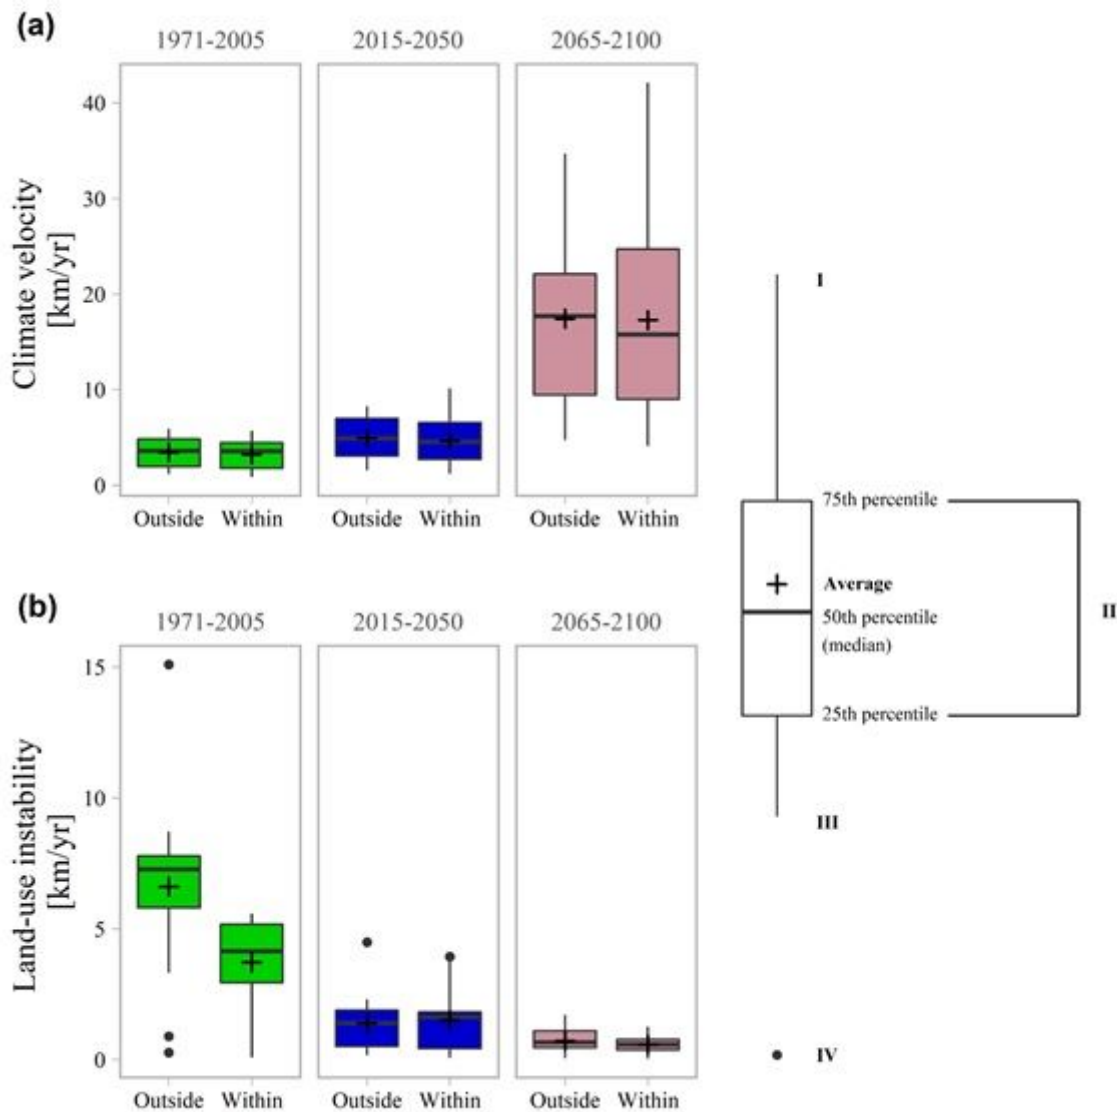 (a)
1971-2005 2015-2050 2065-2100
Climate velocity
[km/yr]
40
30
20
10
0
Outside Within Outside Within Outside Within
(b)
1971-2005 2015-2050 2065-2100
Land-use instability
[km/yr]
15
10
5
0
Outside Within Outside Within Outside Within
I
75th percentile
Average
50th percentile
(median)
II
25th percentile
III
IV